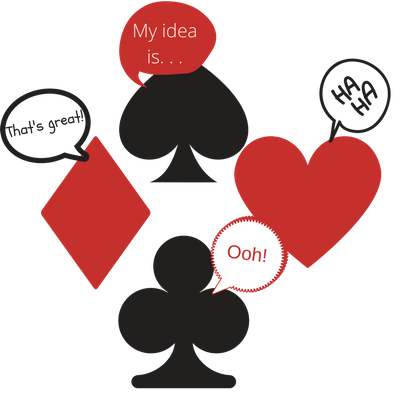 My idea
is. . .
That's great!
HA
HA
Ooh!